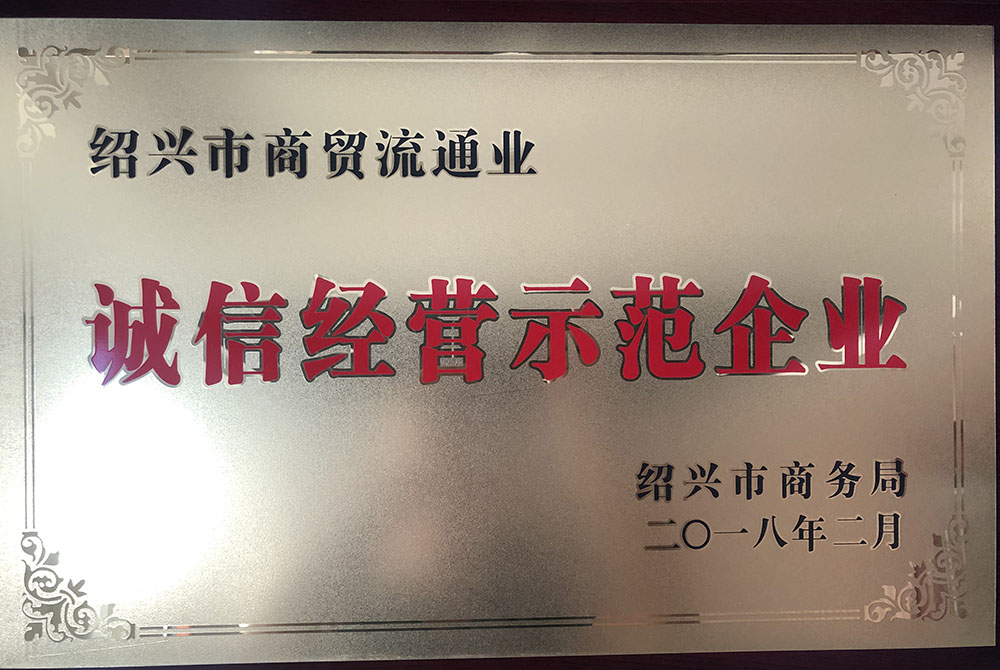 绍兴市商贸流通业
诚信经营示范企业
绍兴市商务局
二〇一八年二月